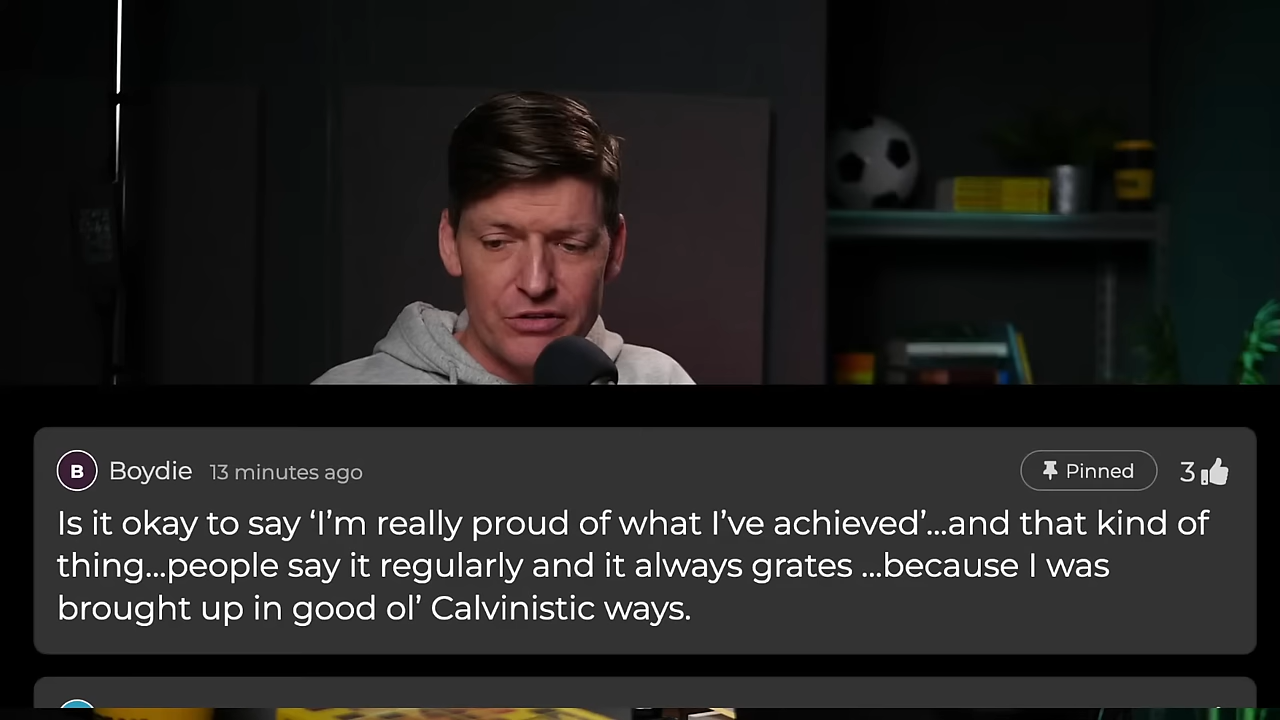 B
Boydie 13 minutes ago
Pinned
3
Is it okay to say ‘I’m really proud of what I’ve achieved’...and that kind of
thing...people say it regularly and it always grates ...because I was
brought up in good ol’ Calvinistic ways.